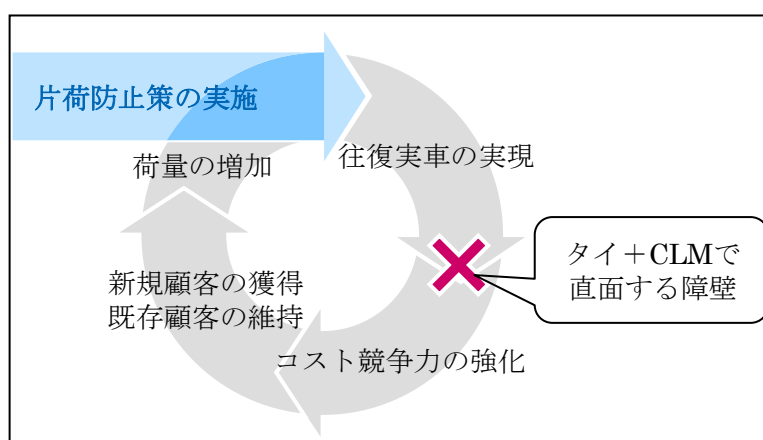 片荷防止策の実施
荷量の増加
往復実車の実現
タイ+CLMで
直面する障壁
新規顧客の獲得
既存顧客の維持
コスト競争力の強化